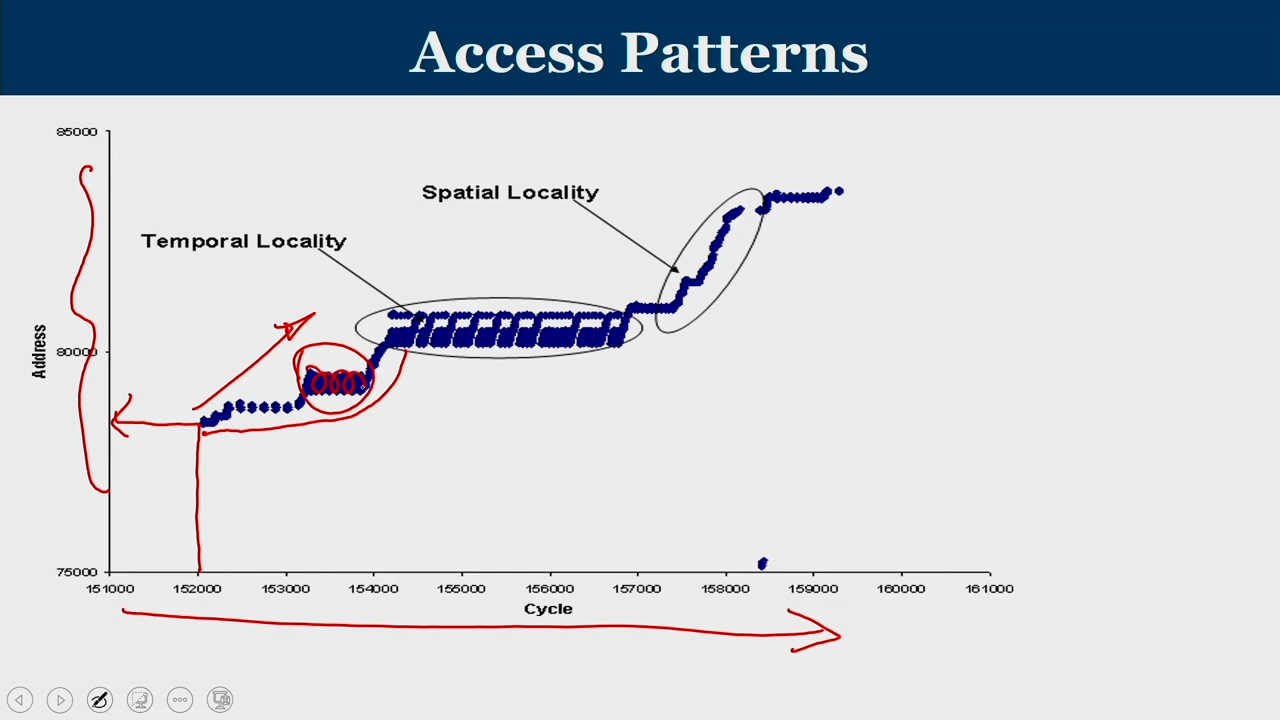 Access Patterns
85000
Spatial Locality
Temporal Locality
Address
80000
75000
151000 152000 153000 154000 155000 156000 157000 158000 159000 160000 161000
Cycle